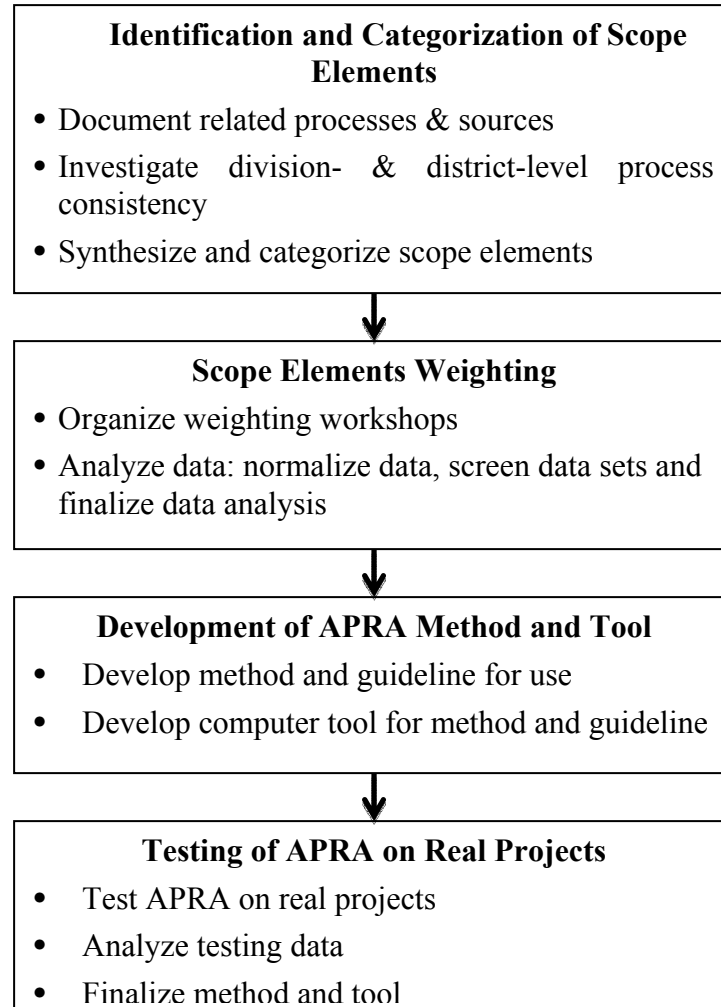 Identification and Categorization of Scope
Elements
• Document related processes & sources
• Investigate division- & district-level process
consistency
• Synthesize and categorize scope elements
Scope Elements Weighting
• Organize weighting workshops
• Analyze data: normalize data, screen data sets and
finalize data analysis
Development of APRA Method and Tool
• Develop method and guideline for use
• Develop computer tool for method and guideline
Testing of APRA on Real Projects
• Test APRA on real projects
• Analyze testing data
• Finalize method and tool